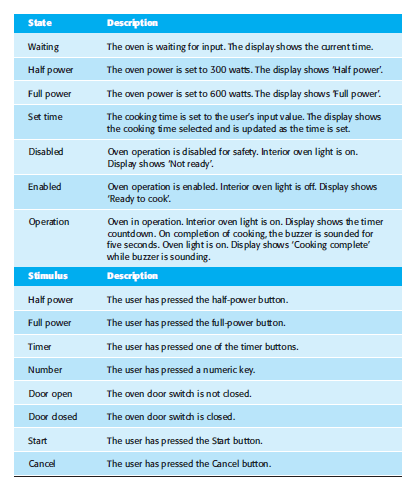 State Description
Waiting The oven is waiting for input. The display shows the current time.
Half power The oven power is set to 300 watts. The display shows ‘Half power’.
Full power The oven power is set to 600 watts. The display shows ‘Full power’.
Set time The cooking time is set to the user’s input value. The display shows
the cooking time selected and is updated as the time is set.
Disabled Oven operation is disabled for safety. Interior oven light is on.
Display shows ‘Not ready’.
Enabled Oven operation is enabled. Interior oven light is off. Display shows
‘Ready to cook’.
Operation Oven in operation. Interior oven light is on. Display shows the timer
countdown. On completion of cooking, the buzzer is sounded for
five seconds. Oven light is on. Display shows ‘Cooking complete’
while buzzer is sounding.
Stimulus Description
Half power The user has pressed the half-power button.
Full power The user has pressed the full-power button.
Timer The user has pressed one of the timer buttons.
Number The user has pressed a numeric key.
Door open The oven door switch is not closed.
Door closed The oven door switch is closed.
Start The user has pressed the Start button.
Cancel The user has pressed the Cancel button.